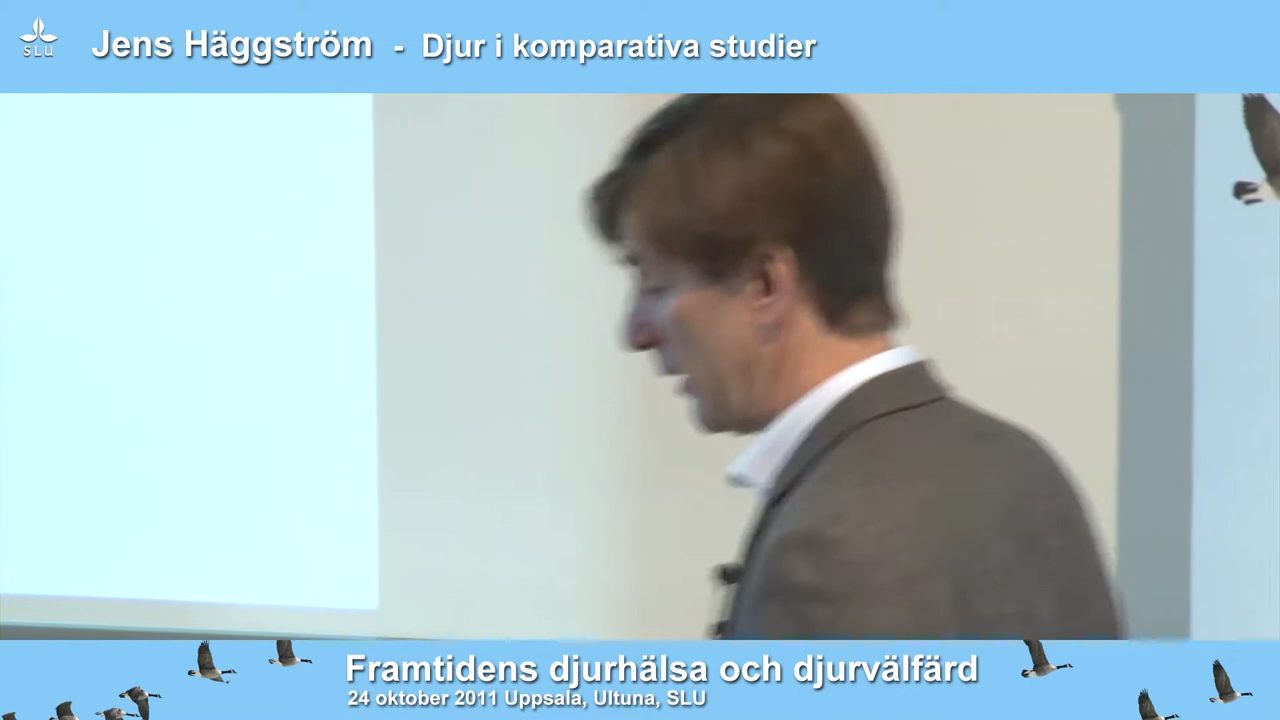 SLU
Jens Häggström - Djur i komparativa studier
Framtidens djurhälsa och djurvälfärd
24 oktober 2011 Uppsala, Ultuna, SLU